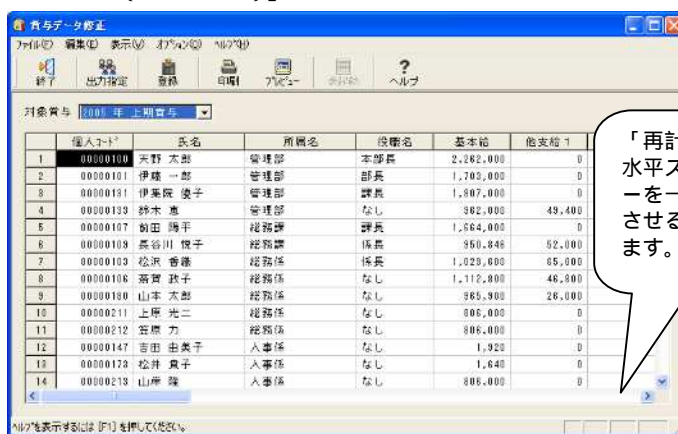 賞与データ修正
ファイル(F) 編集(E) 表示(V) オプション(O) ヘルプ(H)
終了 出力指定 登録 印刷 プレビュー ヘルプ
対象賞与 2005 年 上期賞与
個人コード 氏名 所属名 役職名 基本給 他支給 1
1 00000100 天野 太郎 管理部 本部長 2,262,000 0
2 00000101 伊藤 一郎 管理部 部長 1,703,000 0
3 00000191 伊集院 優子 管理部 課長 1,807,000 0
4 00000199 鈴木 恵 管理部 なし 962,000 49,400
5 00000107 前田 陽平 総務課 課長 1,664,000 0
6 00000109 長谷川 悦子 総務課 係長 950,846 52,000
7 00000103 松沢 香織 総務係 係長 1,029,600 65,000
8 00000106 斎賀 政子 総務係 なし 1,112,800 46,800
9 00000190 山本 太郎 総務係 なし 965,900 26,000
10 00000211 上原 光二 総務係 なし 806,000 0
11 00000212 笠原 力 総務係 なし 806,000 0
12 00000147 吉田 由美子 人事係 なし 1,920 0
13 00000173 松井 貴子 人事係 なし 1,640 0
14 00000213 山岸 隆 人事係 なし 806,000 0
「再計
水平ス
ーを一
させる
ます。
ヘルプを表示するには [F1] を押してください。